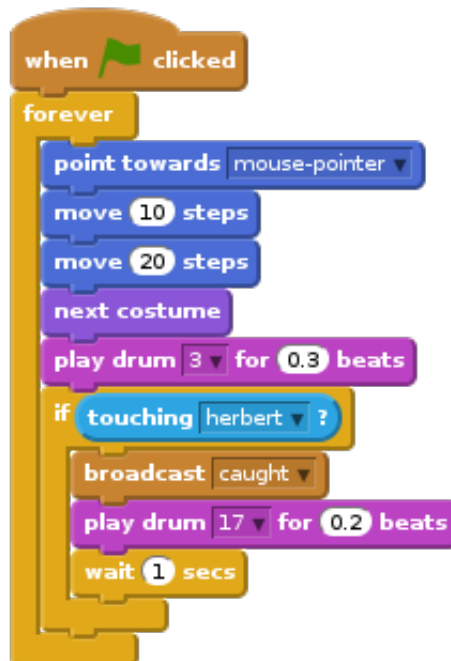 when clicked
forever
point towards mouse-pointer
move 10 steps
move 20 steps
next costume
play drum 3 for 0.3 beats
if touching herbert ?
broadcast caught
play drum 17 for 0.2 beats
wait 1 secs